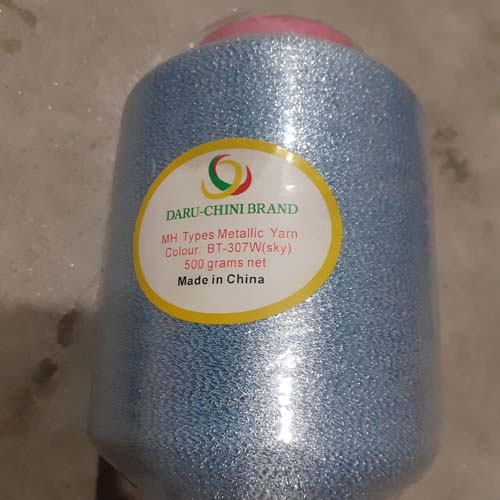 DARU-CHINI BRAND
MH Types Metallic Yarn
Colour: BT-307W(sky)
500 grams net
Made in China